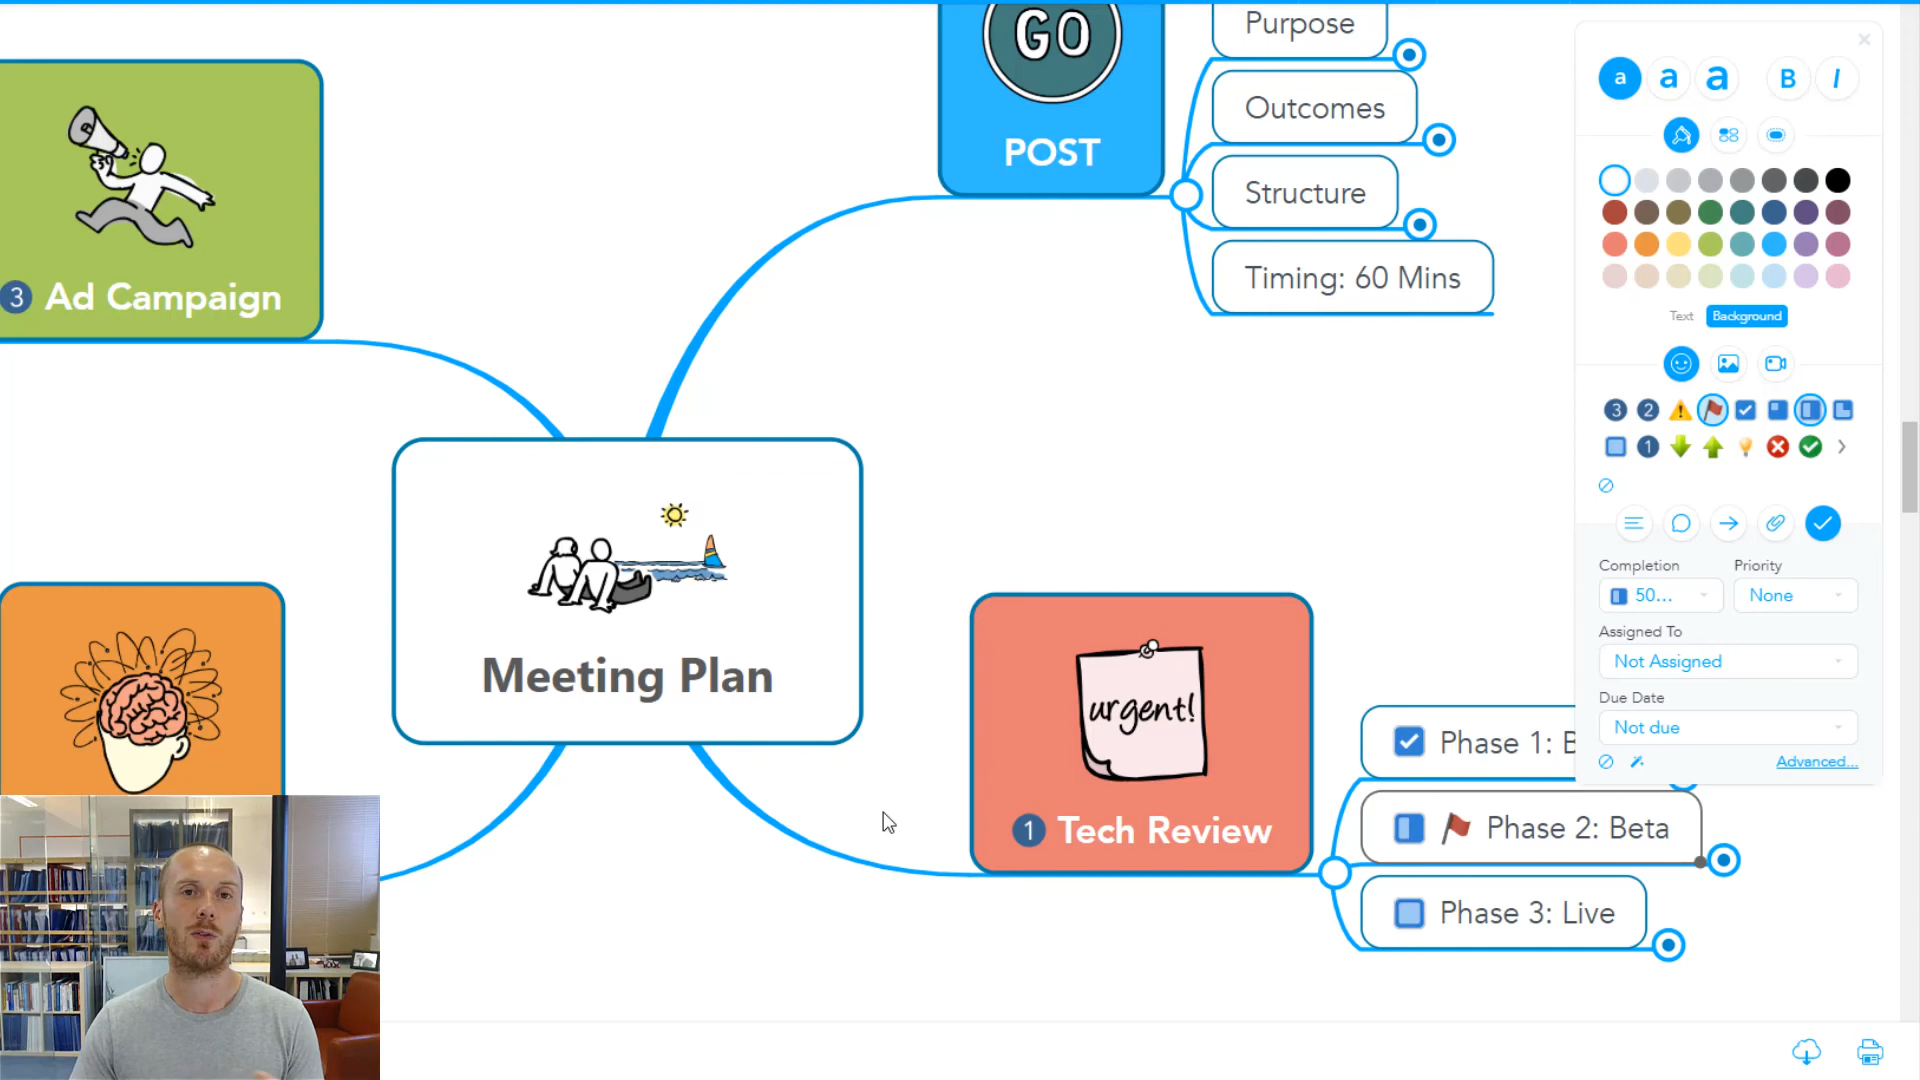 GO
POST
Purpose
Outcomes
Structure
Timing: 60 Mins
3 Ad Campaign
Meeting Plan
urgent!
1 Tech Review
Phase 1: B
Phase 2: Beta
Phase 3: Live
a a a B I
Text Background
3 2
1
Completion Priority
50... None
Assigned To
Not Assigned
Due Date
Not due
Advanced...